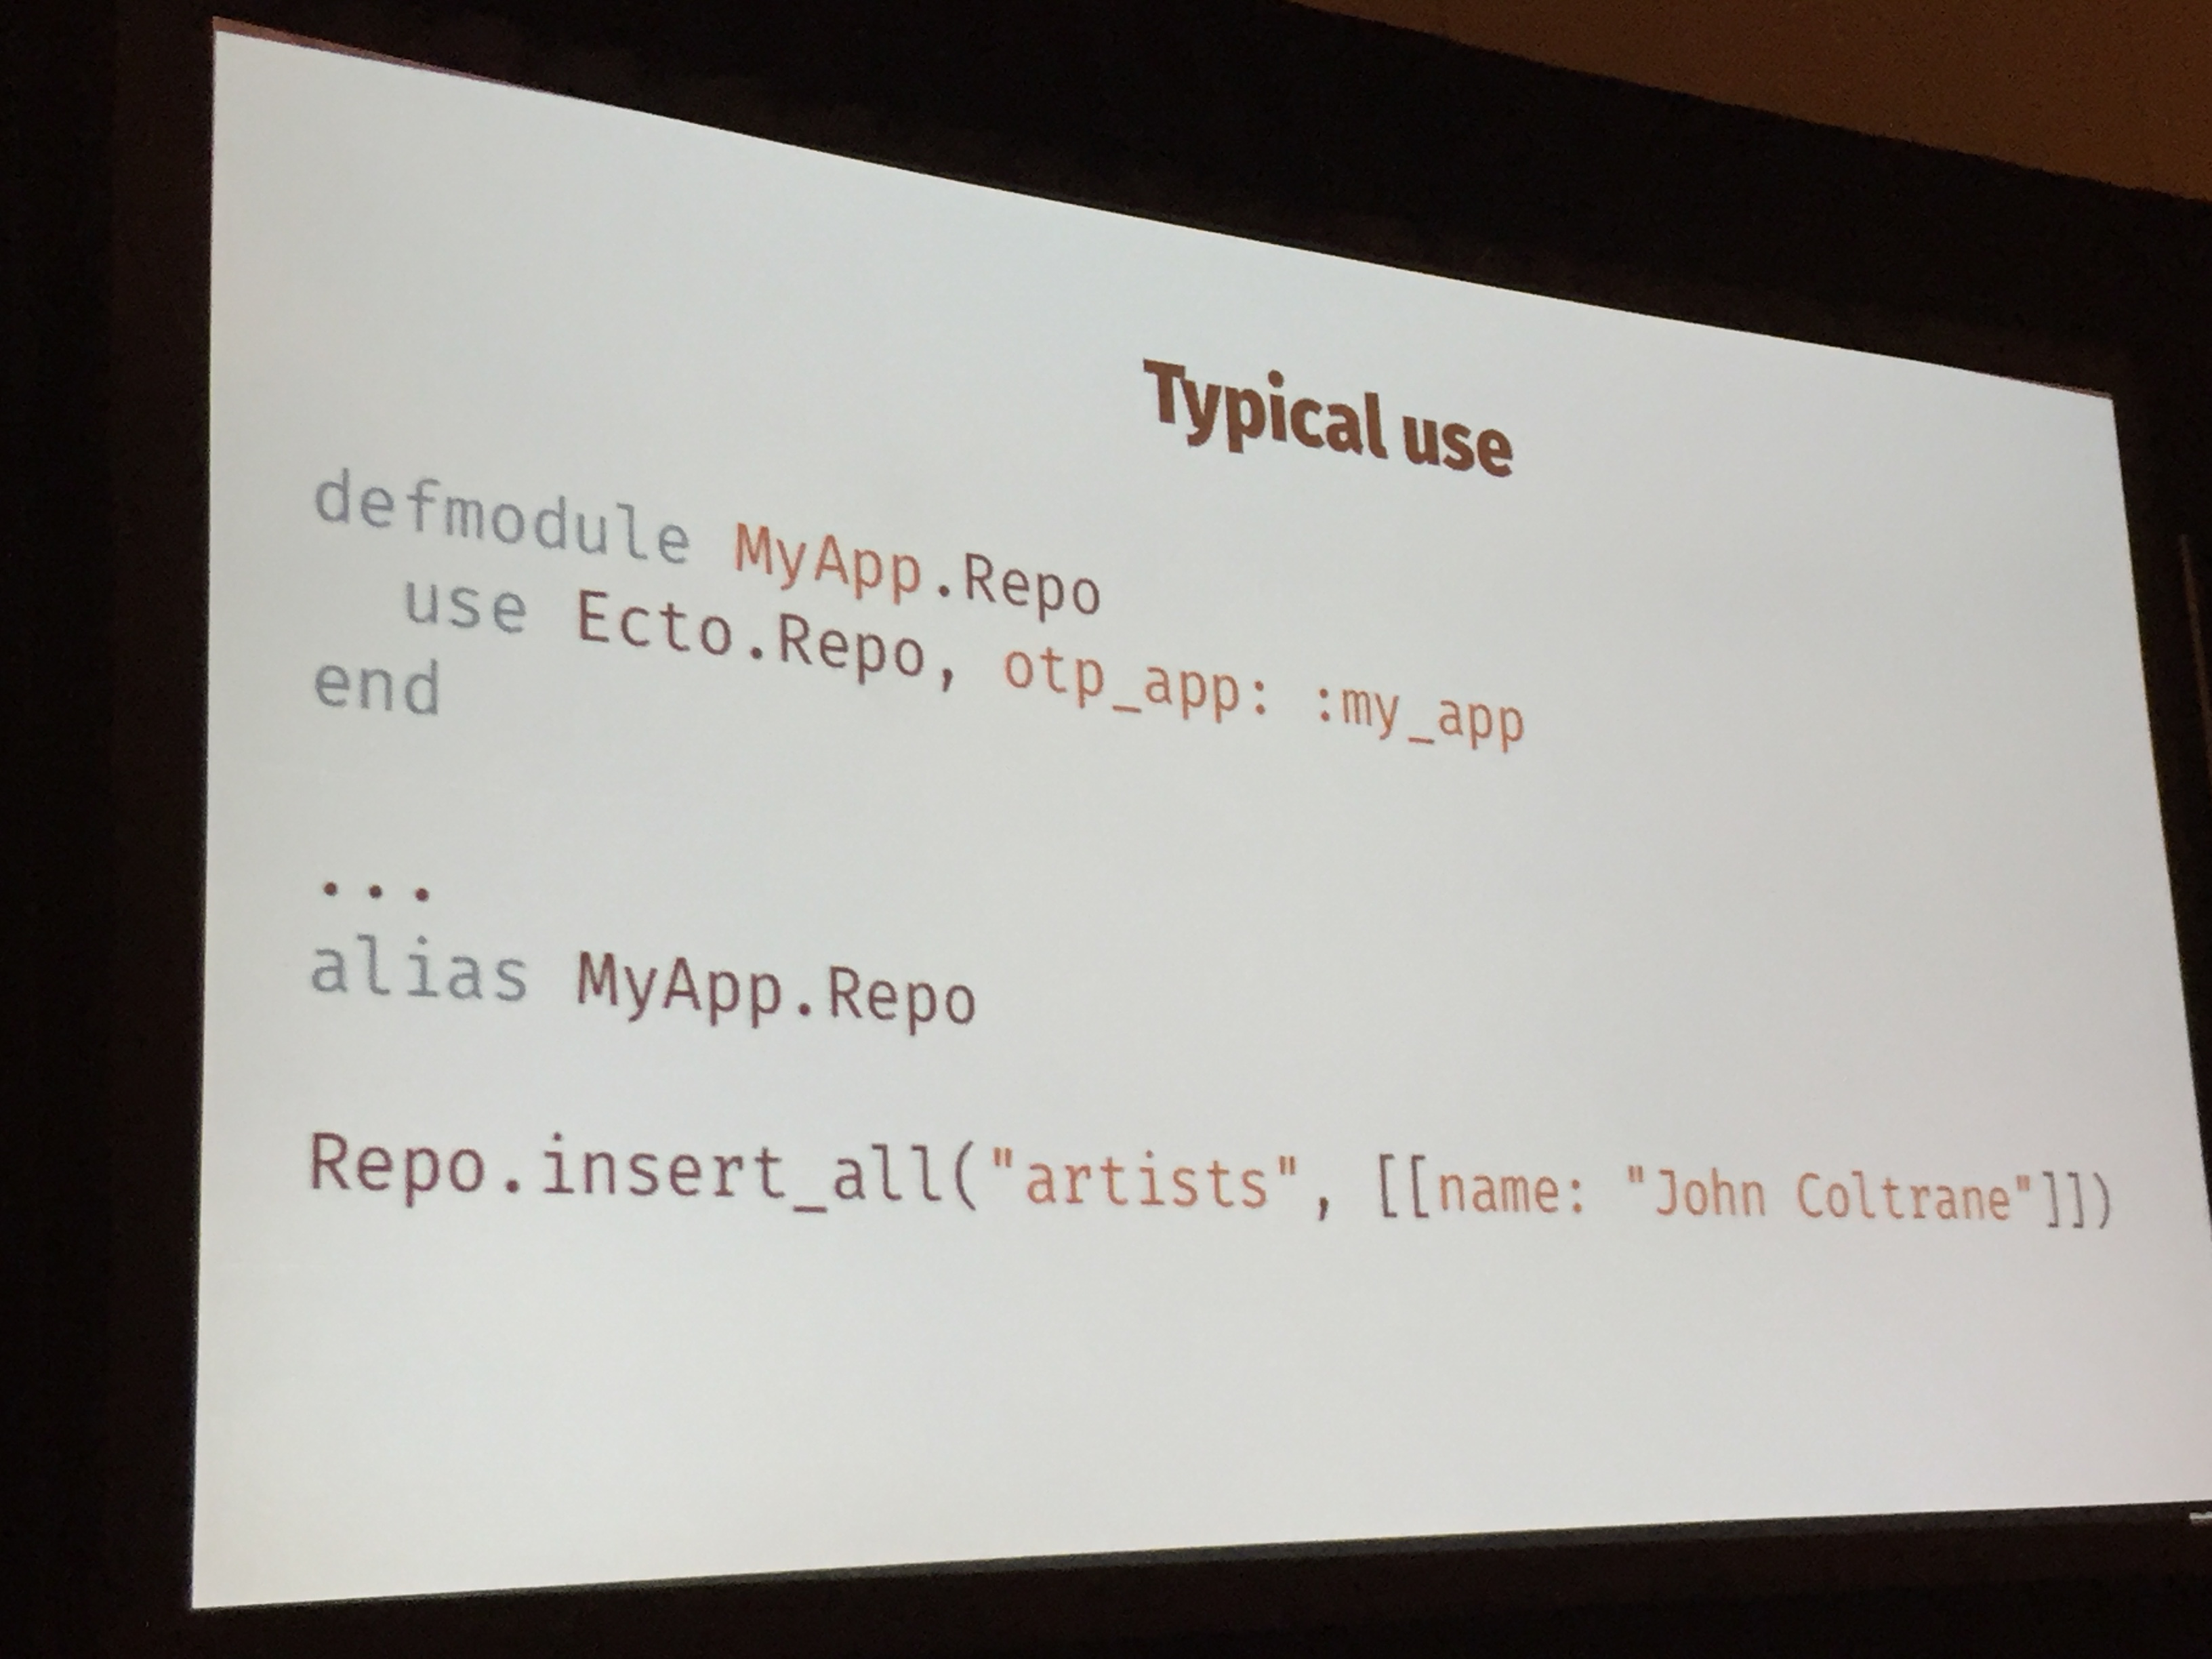 Typical use
defmodule MyApp.Repo
  use Ecto.Repo, otp_app: :my_app
end
...
alias MyApp.Repo
Repo.insert_all("artists", [[name: "John Coltrane"]])